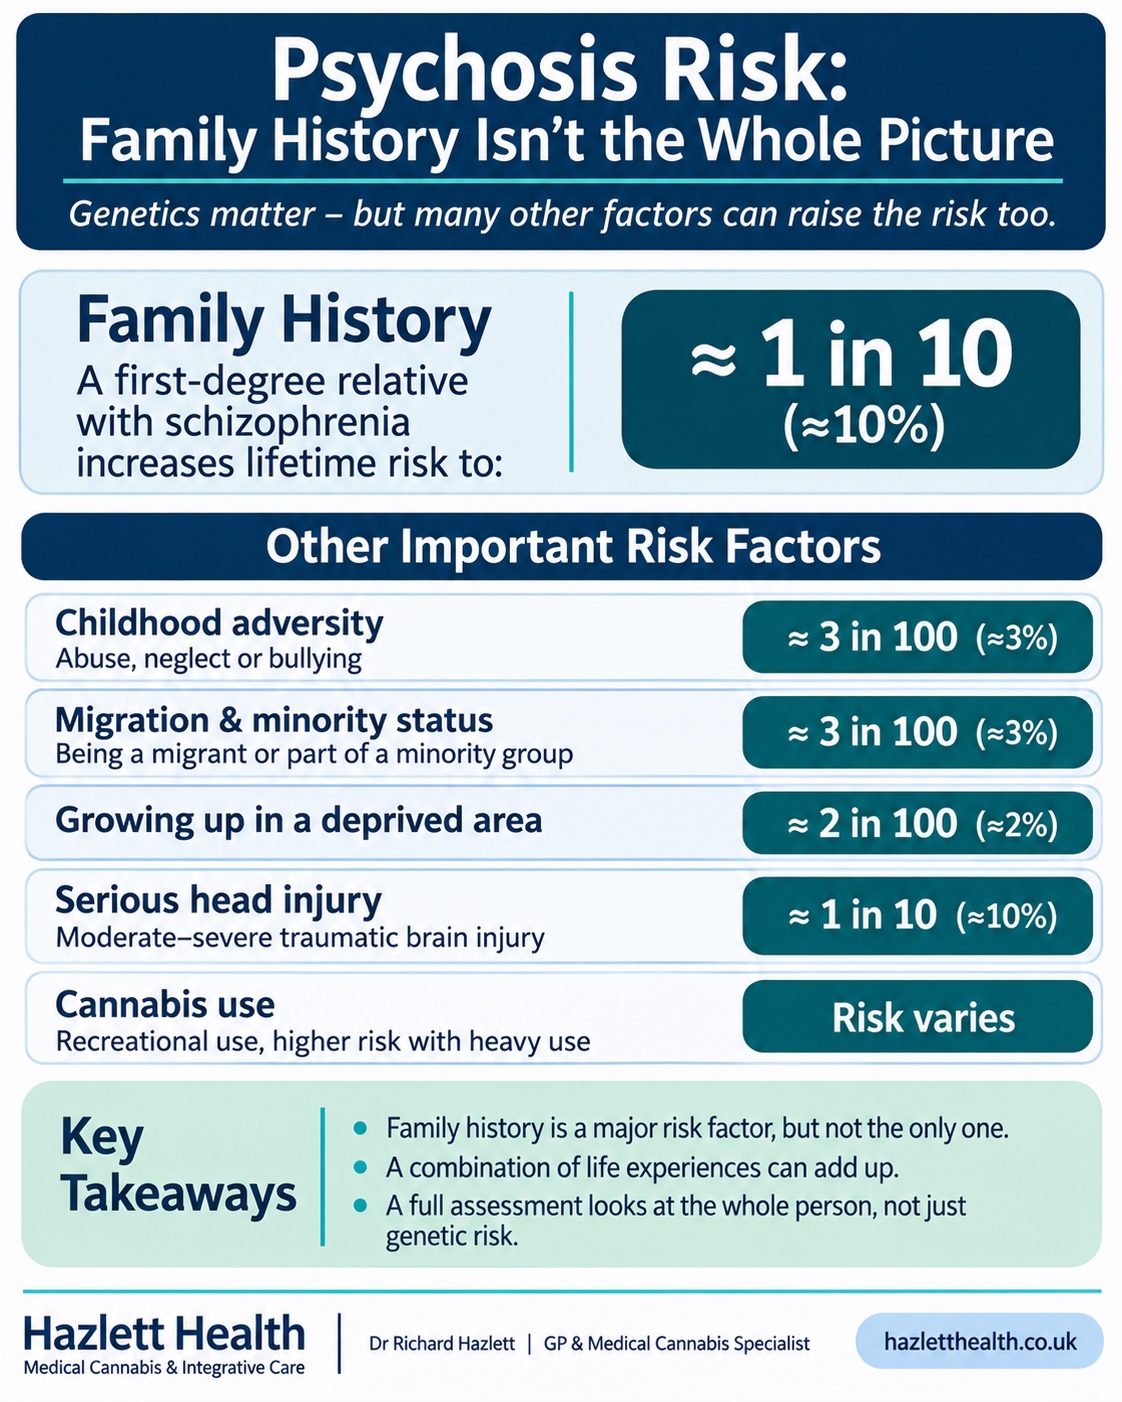 Psychosis Risk:
Family History Isn’t the Whole Picture
Genetics matter – but many other factors can raise the risk too.
Family History
A first-degree relative
with schizophrenia
increases lifetime risk to:
≈ 1 in 10
(≈10%)
Other Important Risk Factors
Childhood adversity
Abuse, neglect or bullying
≈ 3 in 100 (≈3%)
Migration & minority status
Being a migrant or part of a minority group
≈ 3 in 100 (≈3%)
Growing up in a deprived area
≈ 2 in 100 (≈2%)
Serious head injury
Moderate–severe traumatic brain injury
≈ 1 in 10 (≈10%)
Cannabis use
Recreational use, higher risk with heavy use
Risk varies
Key
Takeaways
• Family history is a major risk factor, but not the only one.
• A combination of life experiences can add up.
• A full assessment looks at the whole person, not just
genetic risk.
Hazlett Health
Medical Cannabis & Integrative Care
Dr Richard Hazlett | GP & Medical Cannabis Specialist
hazletthealth.co.uk